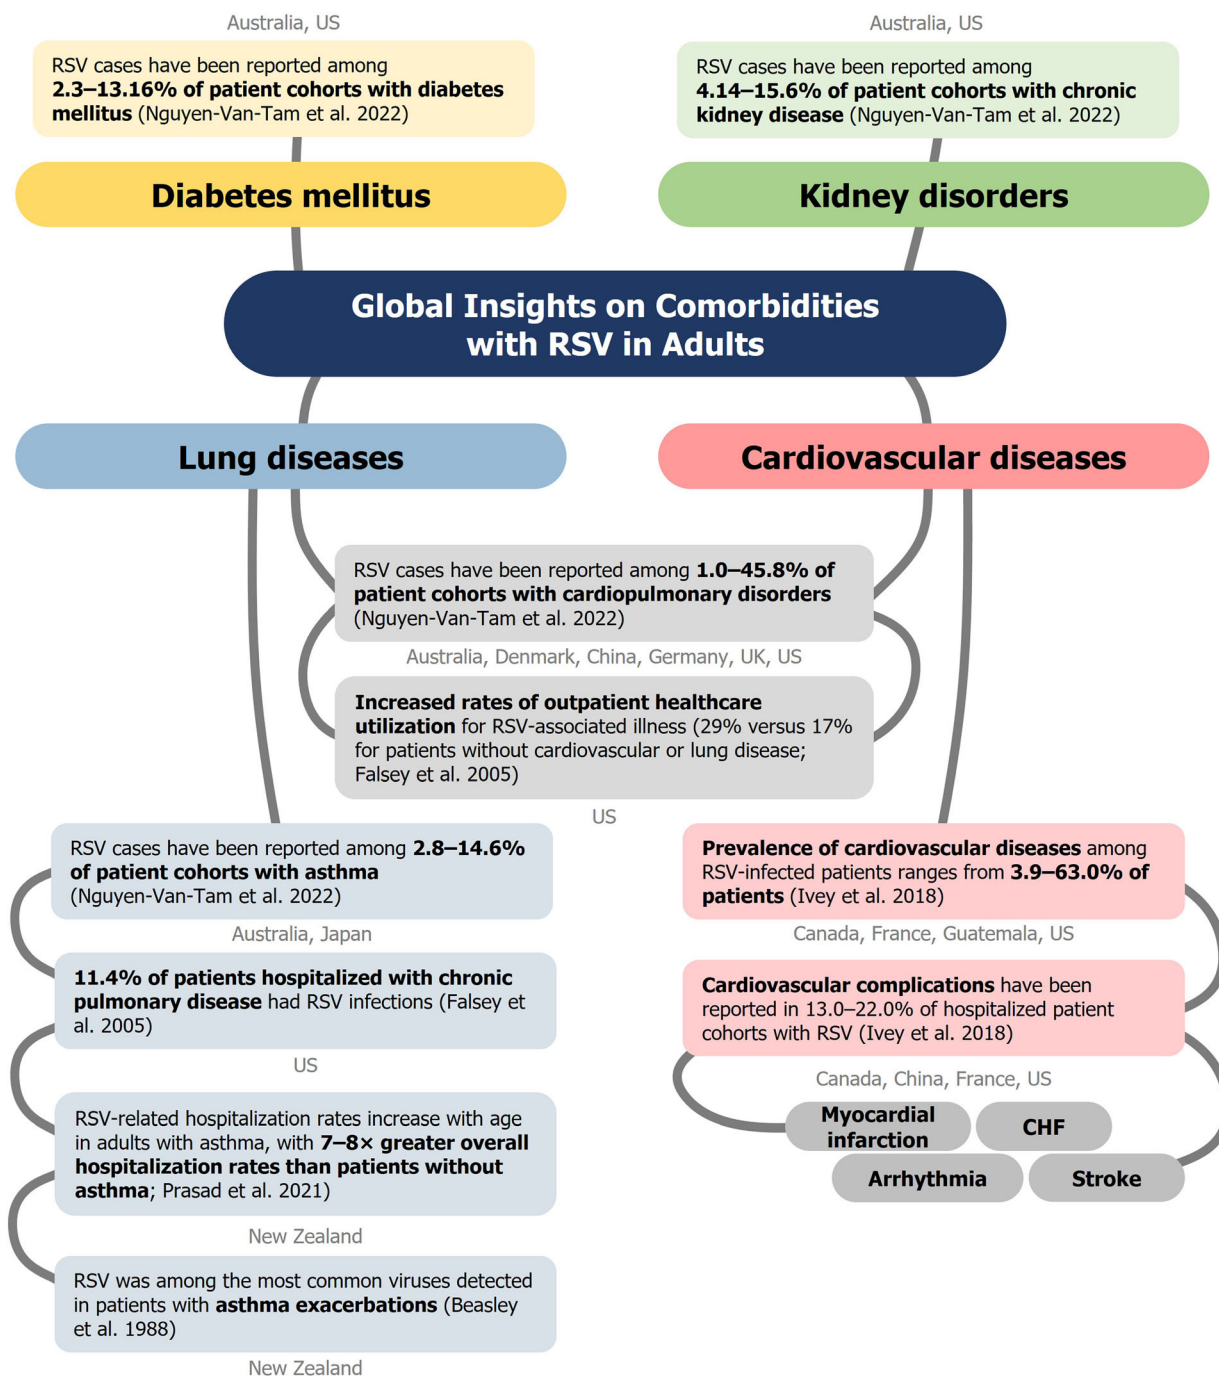 Australia, US
RSV cases have been reported among
2.3–13.16% of patient cohorts with diabetes
mellitus (Nguyen-Van-Tam et al. 2022)
Diabetes mellitus
Australia, US
RSV cases have been reported among
4.14–15.6% of patient cohorts with chronic
kidney disease (Nguyen-Van-Tam et al. 2022)
Kidney disorders
Global Insights on Comorbidities
with RSV in Adults
Lung diseases
Cardiovascular diseases
RSV cases have been reported among 1.0–45.8% of
patient cohorts with cardiopulmonary disorders
(Nguyen-Van-Tam et al. 2022)
Australia, Denmark, China, Germany, UK, US
Increased rates of outpatient healthcare
utilization for RSV-associated illness (29% versus 17%
for patients without cardiovascular or lung disease;
Falsey et al. 2005)
US
RSV cases have been reported among 2.8–14.6%
of patient cohorts with asthma
(Nguyen-Van-Tam et al. 2022)
Australia, Japan
11.4% of patients hospitalized with chronic
pulmonary disease had RSV infections (Falsey
et al. 2005)
US
RSV-related hospitalization rates increase with age
in adults with asthma, with 7–8× greater overall
hospitalization rates than patients without
asthma; Prasad et al. 2021)
New Zealand
RSV was among the most common viruses detected
in patients with asthma exacerbations (Beasley
et al. 1988)
New Zealand
Prevalence of cardiovascular diseases among
RSV-infected patients ranges from 3.9–63.0% of
patients (Ivey et al. 2018)
Canada, France, Guatemala, US
Cardiovascular complications have been
reported in 13.0–22.0% of hospitalized patient
cohorts with RSV (Ivey et al. 2018)
Canada, China, France, US
Myocardial
infarction
CHF
Arrhythmia
Stroke